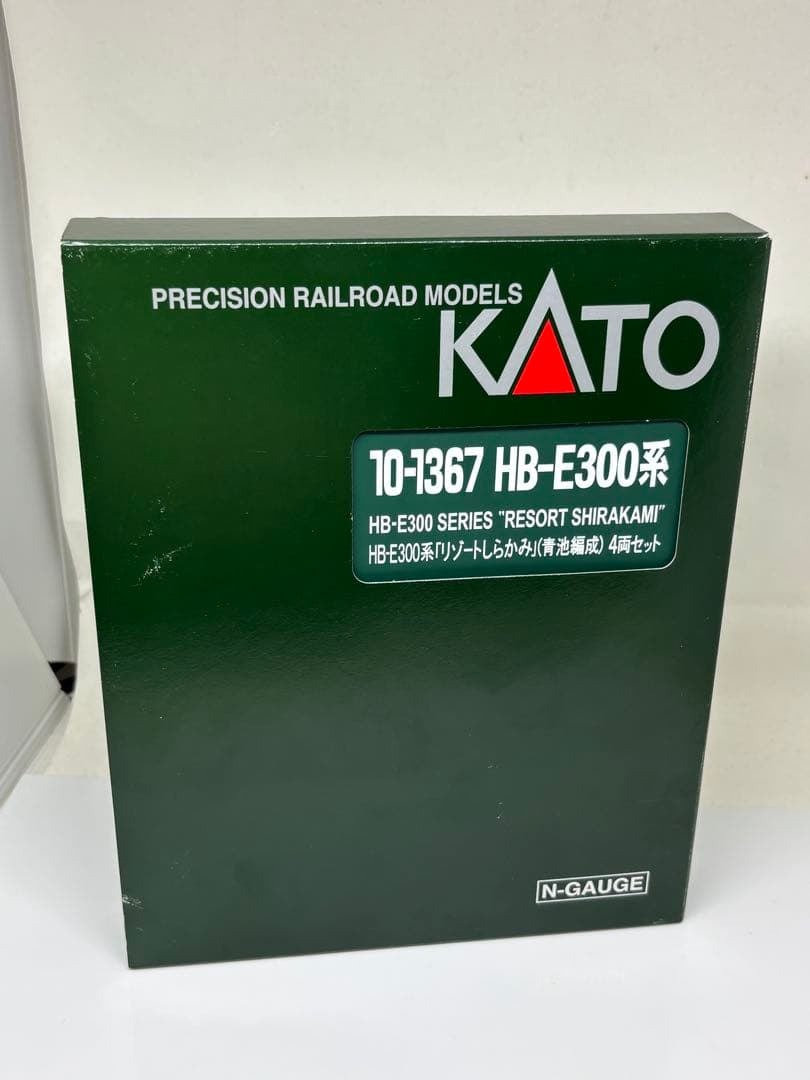 PRECISION RAILROAD MODELS
KATO
10-1367 HB-E300系
HB-E300 SERIES "RESORT SHIRAKAMI"
HB-E300系「リゾートしらかみ」(青池編成) 4両セット
N-GAUGE